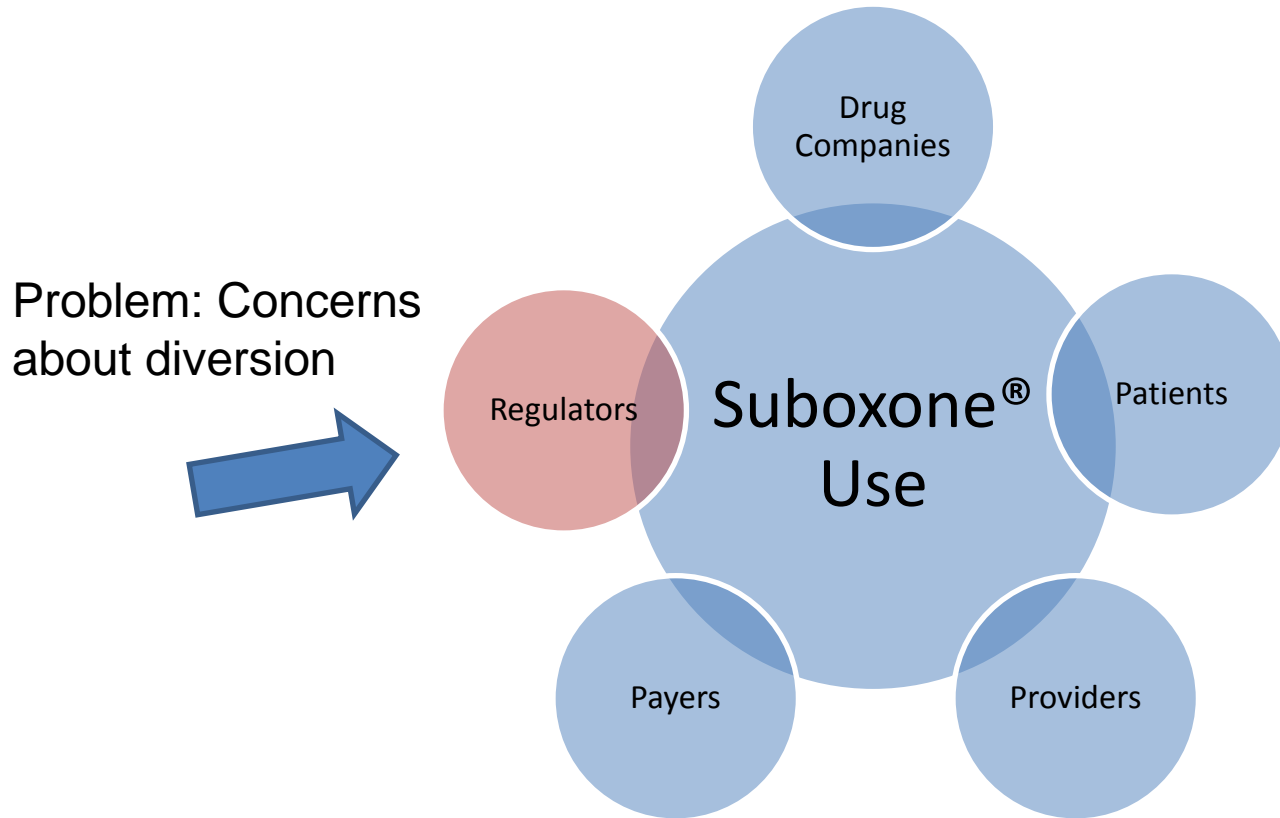 Drug
Companies
Problem: Concerns
about diversion
Regulators
Suboxone®
Use
Patients
Payers
Providers